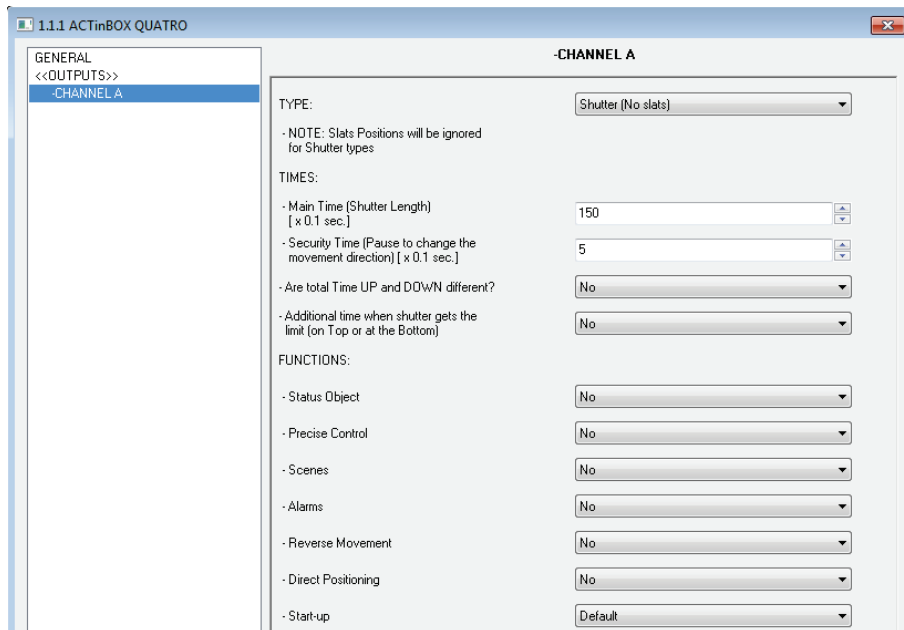 1.1.1 ACTinBOX QUATRO
GENERAL
<<OUTPUTS>>
-CHANNEL A
-CHANNEL A
TYPE:
Shutter (No slats)
- NOTE: Slats Positions will be ignored
for Shutter types
TIMES:
- Main Time (Shutter Length)
[ x 0.1 sec.]
150
- Security Time (Pause to change the
movement direction) [ x 0.1 sec.]
5
- Are total Time UP and DOWN different?
No
- Additional time when shutter gets the
limit (on Top or at the Bottom)
No
FUNCTIONS:
- Status Object
No
- Precise Control
No
- Scenes
No
- Alarms
No
- Reverse Movement
No
- Direct Positioning
No
- Start-up
Default